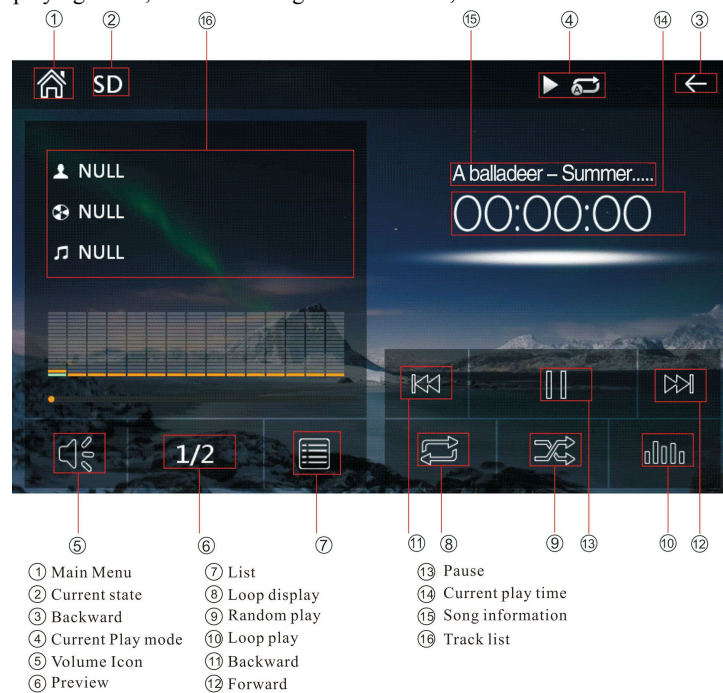 ① ② ⑯ ⑮ ④ ⑭ ③
SD
NULL
NULL
NULL
A balladeer – Summer.....
00:00:00
1/2
⑤ ⑥ ⑦ ⑪ ⑧ ⑨ ⑬ ⑩ ⑫
① Main Menu
② Current state
③ Backward
④ Current Play mode
⑤ Volume Icon
⑥ Preview
⑦ List
⑧ Loop display
⑨ Random play
⑩ Loop play
⑪ Backward
⑫ Forward
⑬ Pause
⑭ Current play time
⑮ Song information
⑯ Track list